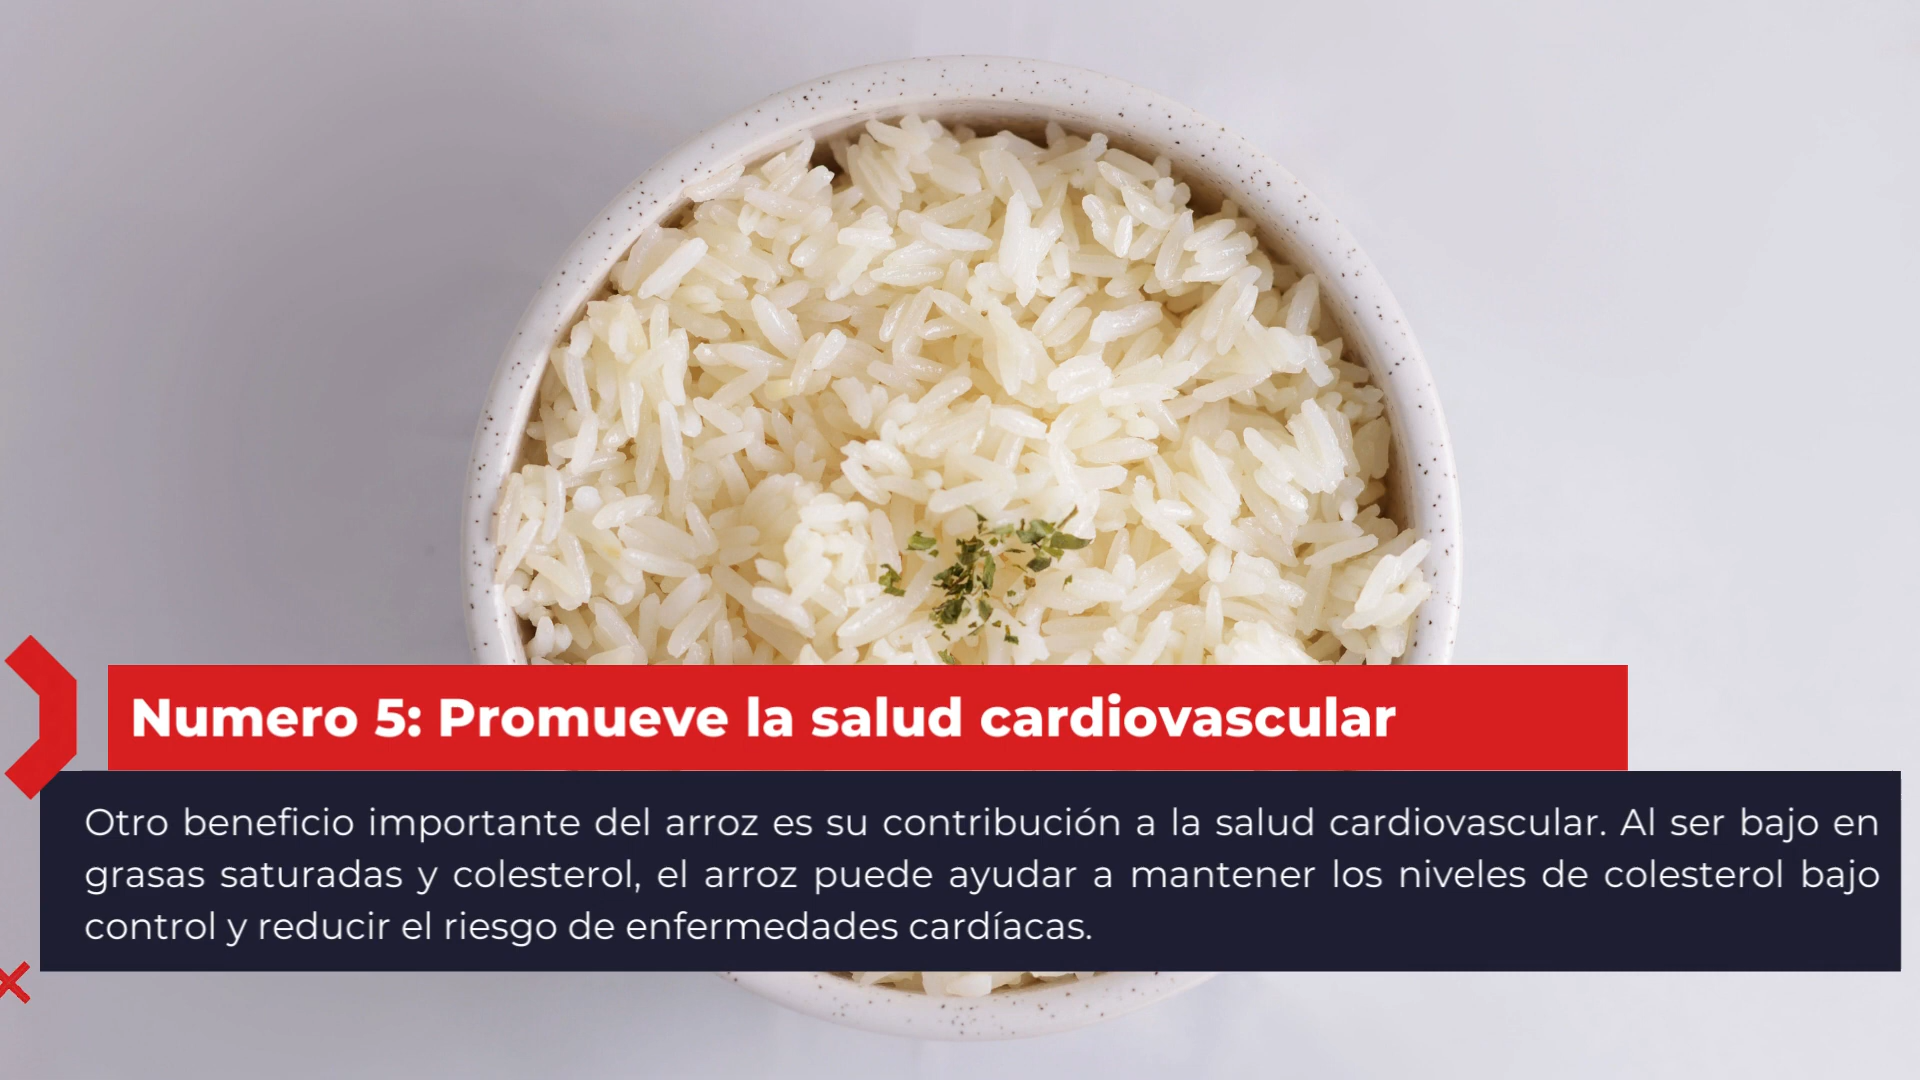 Numero 5: Promueve la salud cardiovascular
Otro beneficio importante del arroz es su contribución a la salud cardiovascular. Al ser bajo en
grasas saturadas y colesterol, el arroz puede ayudar a mantener los niveles de colesterol bajo
control y reducir el riesgo de enfermedades cardíacas.